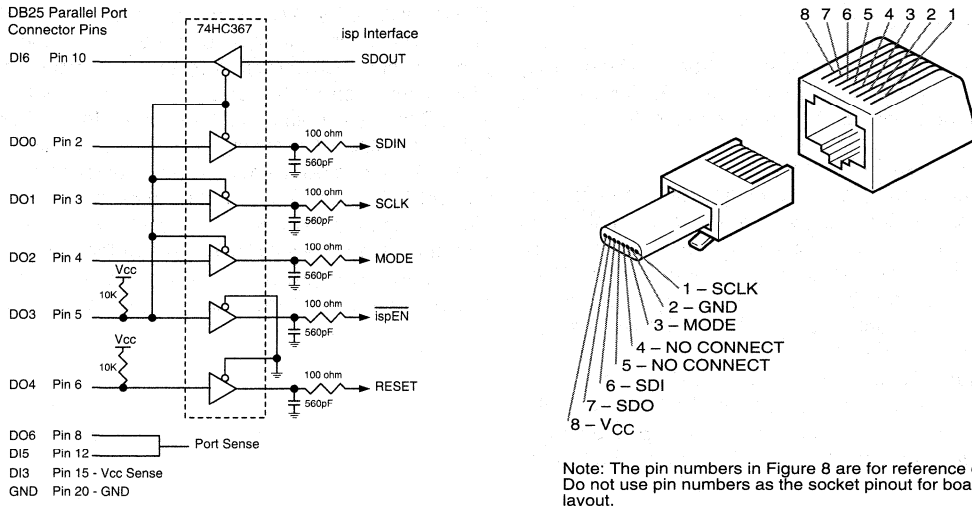 DB25 Parallel Port
Connector Pins
74HC367
isp Interface
DI6 Pin 10
SDOUT
DO0 Pin 2
100 ohm
SDIN
560pF
DO1 Pin 3
100 ohm
SCLK
560pF
DO2 Pin 4
100 ohm
MODE
560pF
Vcc
10K
DO3 Pin 5
100 ohm
ispEN
560pF
Vcc
10K
DO4 Pin 6
100 ohm
RESET
560pF
DO6 Pin 8
DI5 Pin 12
Port Sense
DI3 Pin 15 - Vcc Sense
GND Pin 20 - GND
8 7 6 5 4 3 2 1
1 – SCLK
2 – GND
3 – MODE
4 – NO CONNECT
5 – NO CONNECT
6 – SDI
7 – SDO
8 – VCC
Note: The pin numbers in Figure 8 are for reference
Do not use pin numbers as the socket pinout for boa
layout.